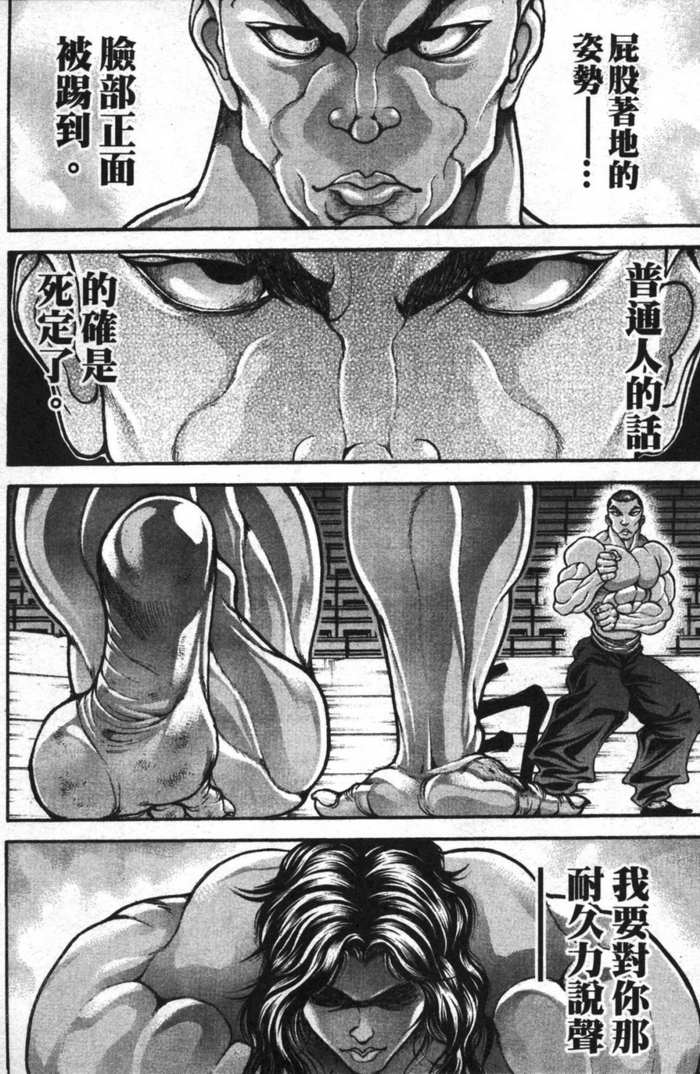 屁股著地的
姿勢——…
臉部正面
被踢到。
普通人的話
的確是
死定了。
我要對你那
耐久力說聲
——